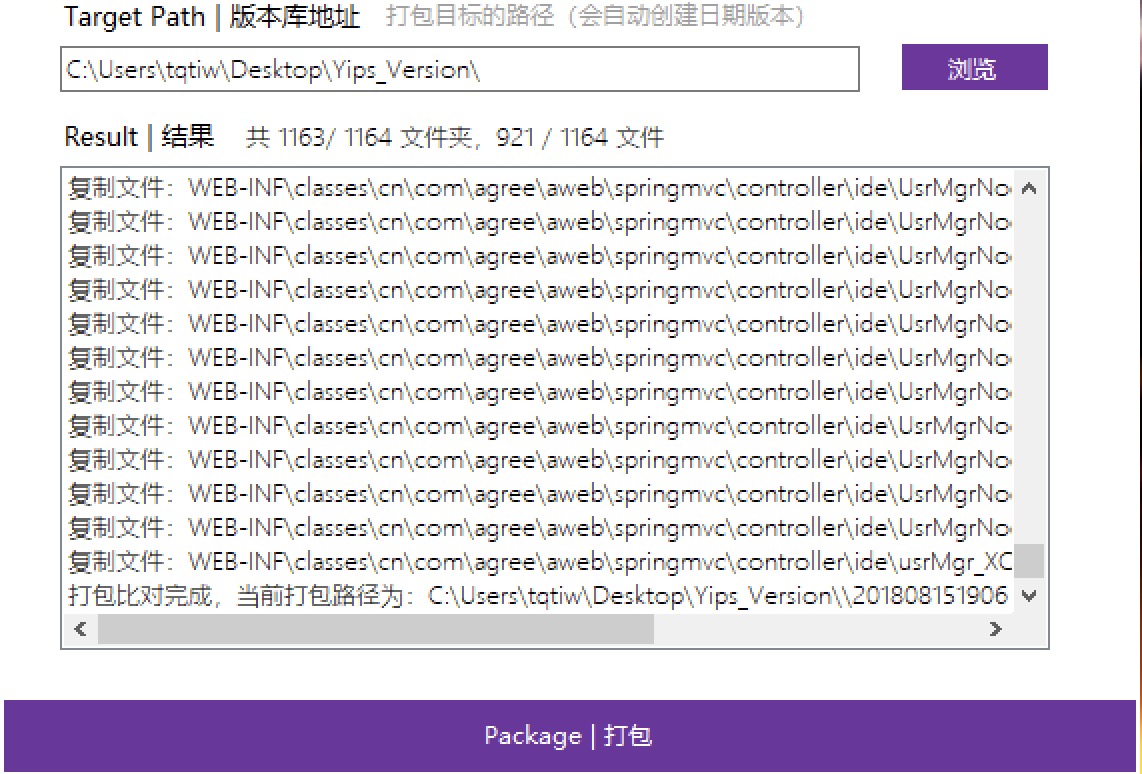 Target Path | 版本库地址 打包目标的路径（会自动创建日期版本）
C:\Users\tqtiw\Desktop\Yips_Version\ 浏览
Result | 结果 共 1163/ 1164 文件夹，921 / 1164 文件
复制文件：WEB-INF\classes\cn\com\agree\aweb\springmvc\controller\ide\UsrMgrNo
复制文件：WEB-INF\classes\cn\com\agree\aweb\springmvc\controller\ide\UsrMgrNo
复制文件：WEB-INF\classes\cn\com\agree\aweb\springmvc\controller\ide\UsrMgrNo
复制文件：WEB-INF\classes\cn\com\agree\aweb\springmvc\controller\ide\UsrMgrNo
复制文件：WEB-INF\classes\cn\com\agree\aweb\springmvc\controller\ide\UsrMgrNo
复制文件：WEB-INF\classes\cn\com\agree\aweb\springmvc\controller\ide\UsrMgrNo
复制文件：WEB-INF\classes\cn\com\agree\aweb\springmvc\controller\ide\UsrMgrNo
复制文件：WEB-INF\classes\cn\com\agree\aweb\springmvc\controller\ide\UsrMgrNo
复制文件：WEB-INF\classes\cn\com\agree\aweb\springmvc\controller\ide\UsrMgrNo
复制文件：WEB-INF\classes\cn\com\agree\aweb\springmvc\controller\ide\UsrMgrNo
复制文件：WEB-INF\classes\cn\com\agree\aweb\springmvc\controller\ide\UsrMgrNo
复制文件：WEB-INF\classes\cn\com\agree\aweb\springmvc\controller\ide\usrMgr_XC
打包比对完成，当前打包路径为：C:\Users\tqtiw\Desktop\Yips_Version\\201808151906
Package | 打包